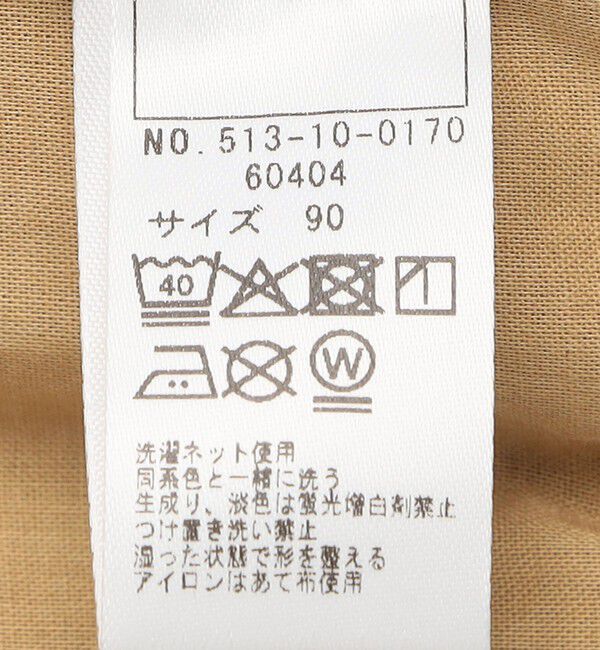 NO.513-10-0170
60404
サイズ 90
40
W
洗濯ネット使用
同系色と一緒に洗う
生成り、淡色は蛍光増白剤禁止
つけ置き洗い禁止
湿った状態で形を整える
アイロンはあて布使用